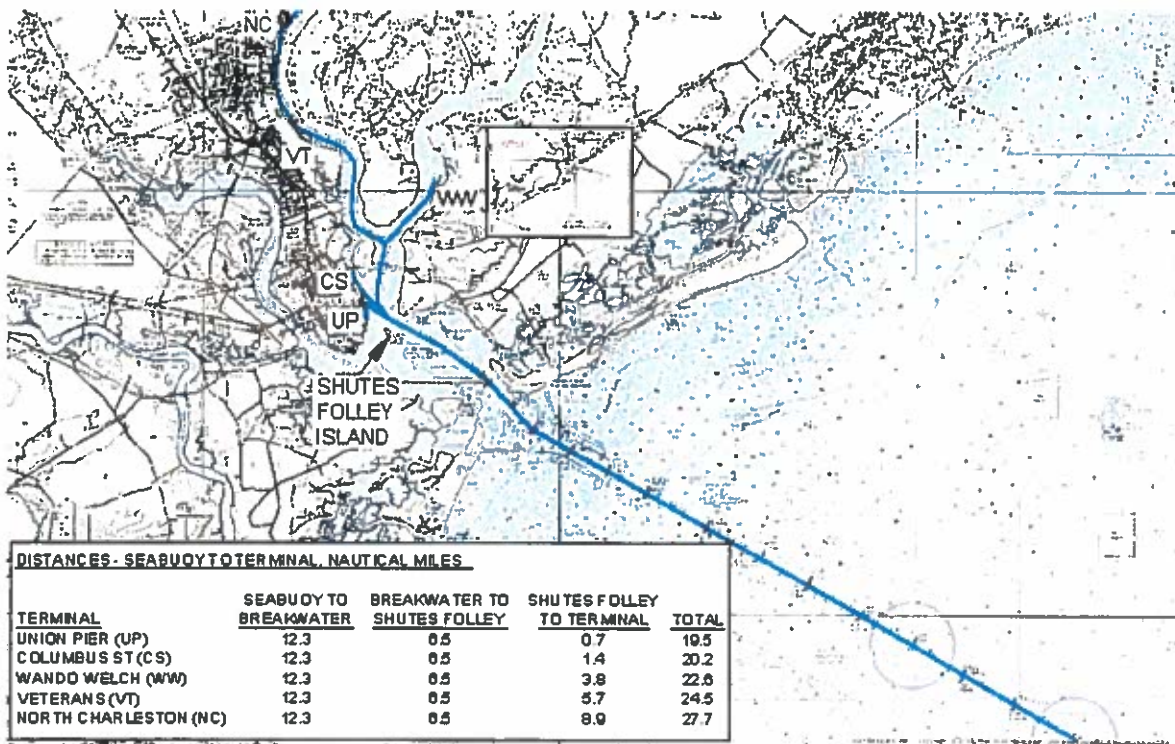 NC
VT
WW
CS
UP
SHUTES
FOLLEY
ISLAND
DISTANCES - SEABUOY TO TERMINAL, NAUTICAL MILES
TERMINAL SEABUOY TO BREAKWATER BREAKWATER TO SHUTES FOLLEY SHUTES FOLLEY TO TERMINAL TOTAL
UNION PIER (UP) 12.3 6.5 0.7 19.5
COLUMBUS ST (CS) 12.3 6.5 1.4 20.2
WANDO WELCH (WW) 12.3 6.5 3.8 22.6
VETERANS (VT) 12.3 6.5 5.7 24.5
NORTH CHARLESTON (NC) 12.3 6.5 8.9 27.7